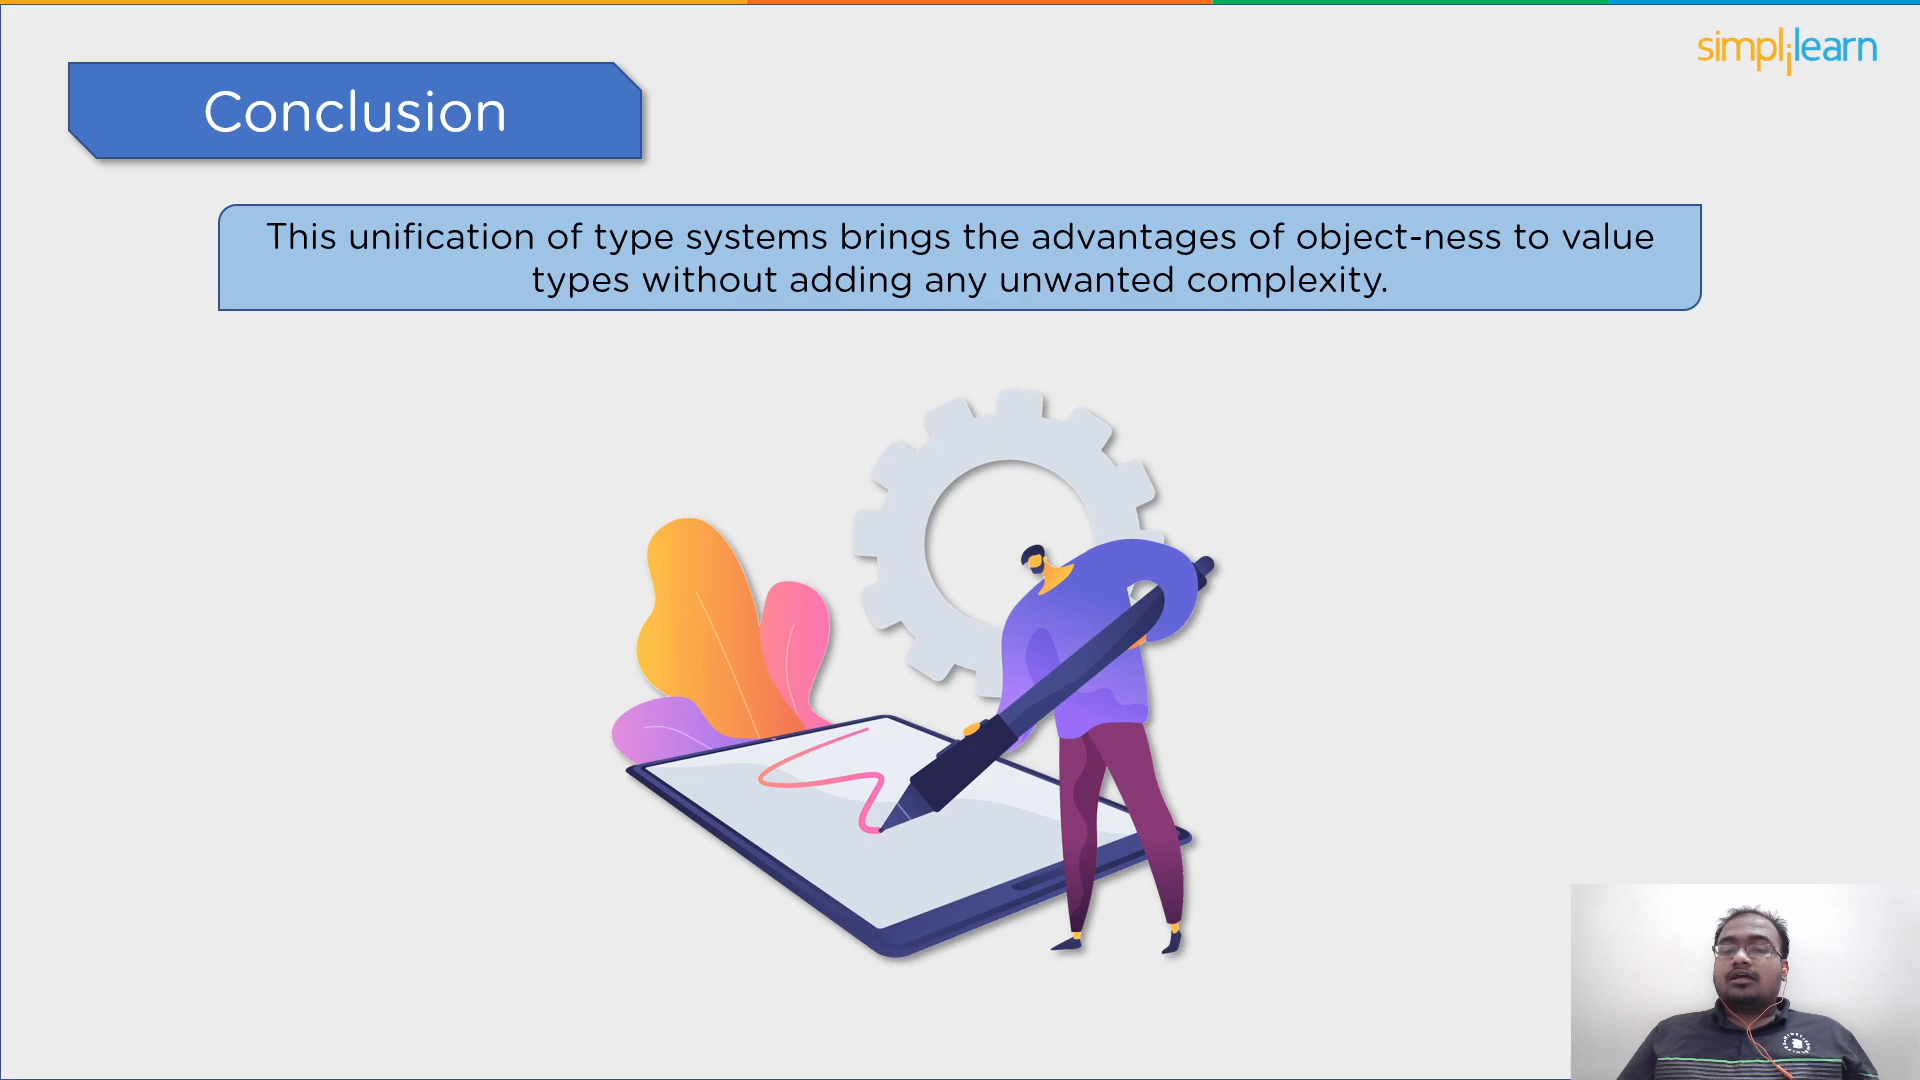 simplilearn
Conclusion
This unification of type systems brings the advantages of object-ness to value
types without adding any unwanted complexity.